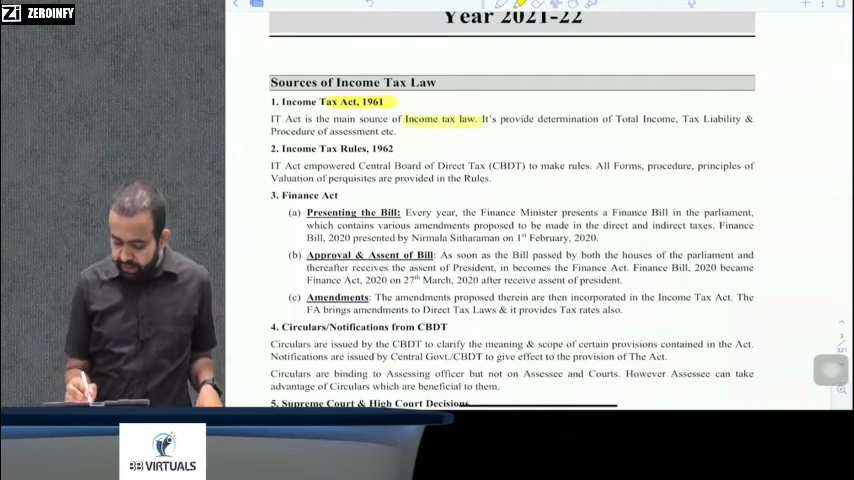 Zi ZEROINFY
Year 2021-22
Sources of Income Tax Law
1. Income Tax Act, 1961
IT Act is the main source of Income tax law. It's provide determination of Total Income, Tax Liability &
Procedure of assessment etc.
2. Income Tax Rules, 1962
IT Act empowered Central Board of Direct Tax (CBDT) to make rules. All Forms, procedure, principles of
Valuation of perquisites are provided in the Rules.
3. Finance Act
(a) Presenting the Bill: Every year, the Finance Minister presents a Finance Bill in the parliament,
which contains various amendments proposed to be made in the direct and indirect taxes. Finance
Bill, 2020 presented by Nirmala Sitharaman on 1st February, 2020.
(b) Approval & Assent of Bill: As soon as the Bill passed by both the houses of the parliament and
thereafter receives the assent of President, in becomes the Finance Act. Finance Bill, 2020 became
Finance Act, 2020 on 27th March, 2020 after receive assent of president.
(c) Amendments: The amendments proposed therein are then incorporated in the Income Tax Act. The
FA brings amendments to Direct Tax Laws & it provides Tax rates also.
4. Circulars/Notifications from CBDT
Circulars are issued by the CBDT to clarify the meaning & scope of certain provisions contained in the Act.
Notifications are issued by Central Govt./CBDT to give effect to the provision of The Act.
Circulars are binding to Assessing officer but not on Assessee and Courts. However Assessee can take
advantage of Circulars which are beneficial to them.
5. Supreme Court & High Court Decisions
3
321
BB VIRTUALS